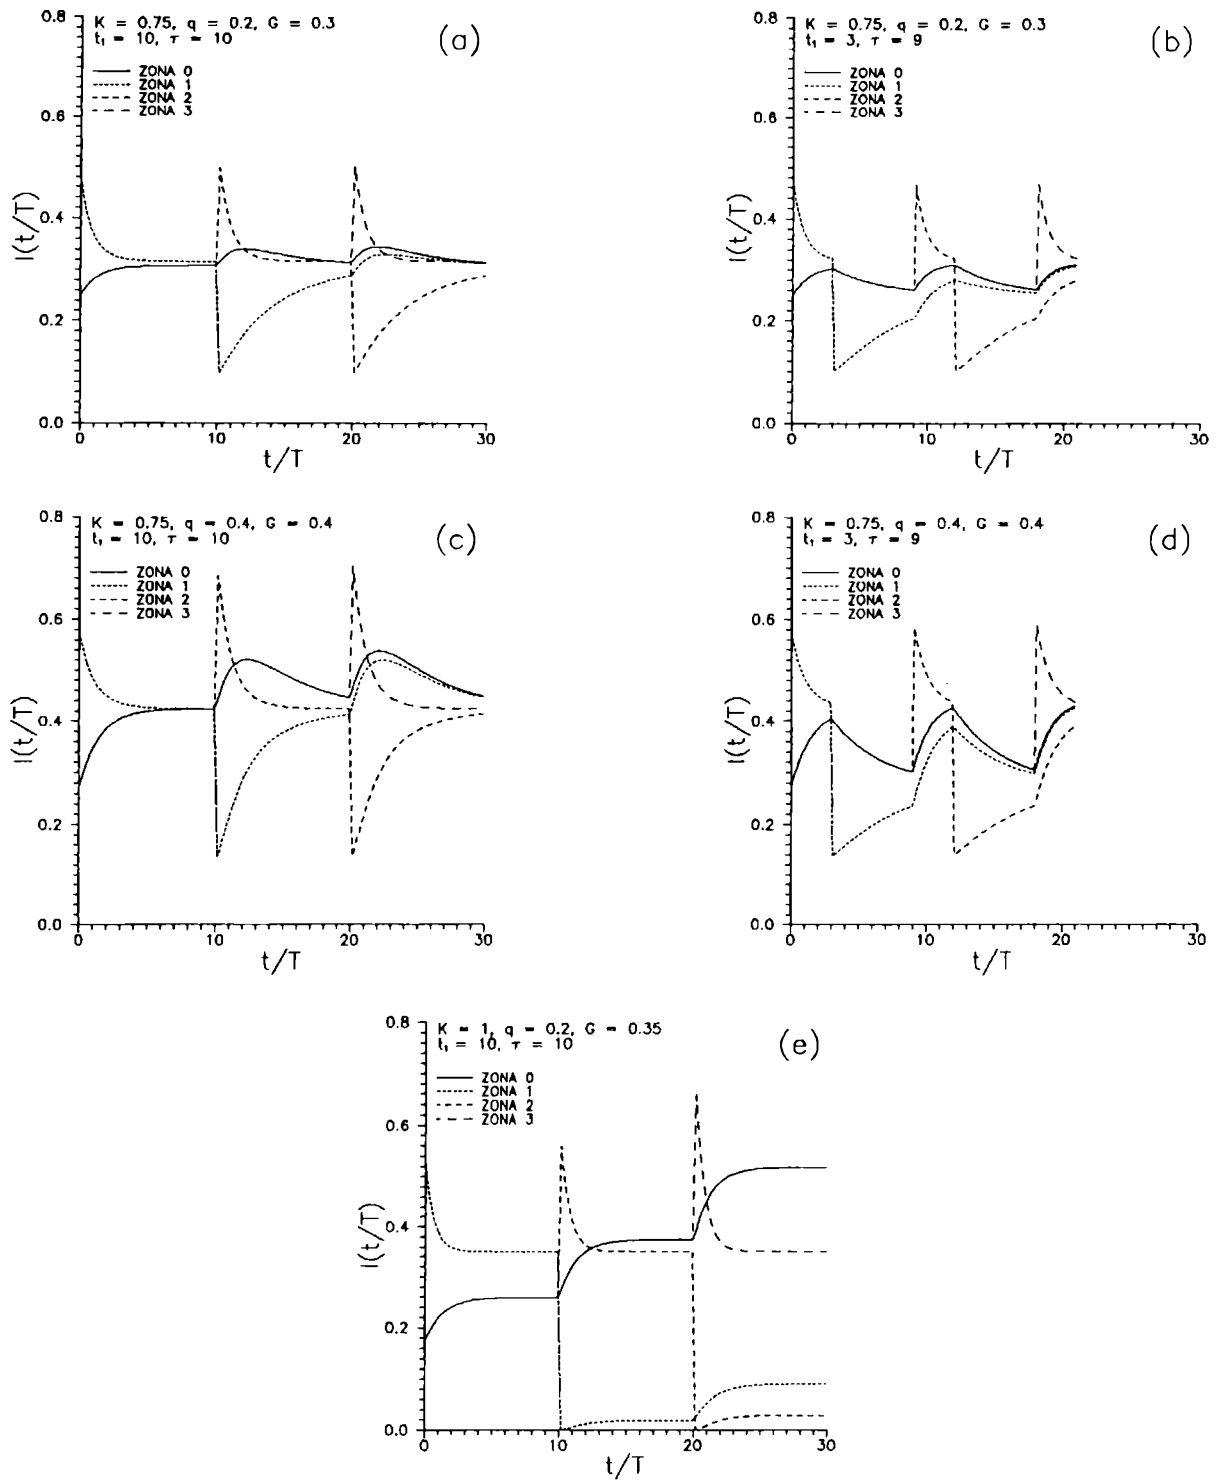 K = 0.75, q = 0.2, G = 0.3
t₁ = 10, τ = 10
(a)
ZONA 0
ZONA 1
ZONA 2
ZONA 3
0.8
0.6
0.4
0.2
0.0
I(t/T)
0 10 20 30
t/T
K = 0.75, q = 0.2, G = 0.3
t₁ = 3, τ = 9
(b)
ZONA 0
ZONA 1
ZONA 2
ZONA 3
0.8
0.6
0.4
0.2
0.0
I(t/T)
0 10 20 30
t/T
K = 0.75, q = 0.4, G = 0.4
t₁ = 10, τ = 10
(c)
ZONA 0
ZONA 1
ZONA 2
ZONA 3
0.8
0.6
0.4
0.2
0.0
I(t/T)
0 10 20 30
t/T
K = 0.75, q = 0.4, G = 0.4
t₁ = 3, τ = 9
(d)
ZONA 0
ZONA 1
ZONA 2
ZONA 3
0.8
0.6
0.4
0.2
0.0
I(t/T)
0 10 20 30
t/T
K = 1, q = 0.2, G = 0.35
t₁ = 10, τ = 10
(e)
ZONA 0
ZONA 1
ZONA 2
ZONA 3
0.8
0.6
0.4
0.2
0.0
I(t/T)
0 10 20 30
t/T